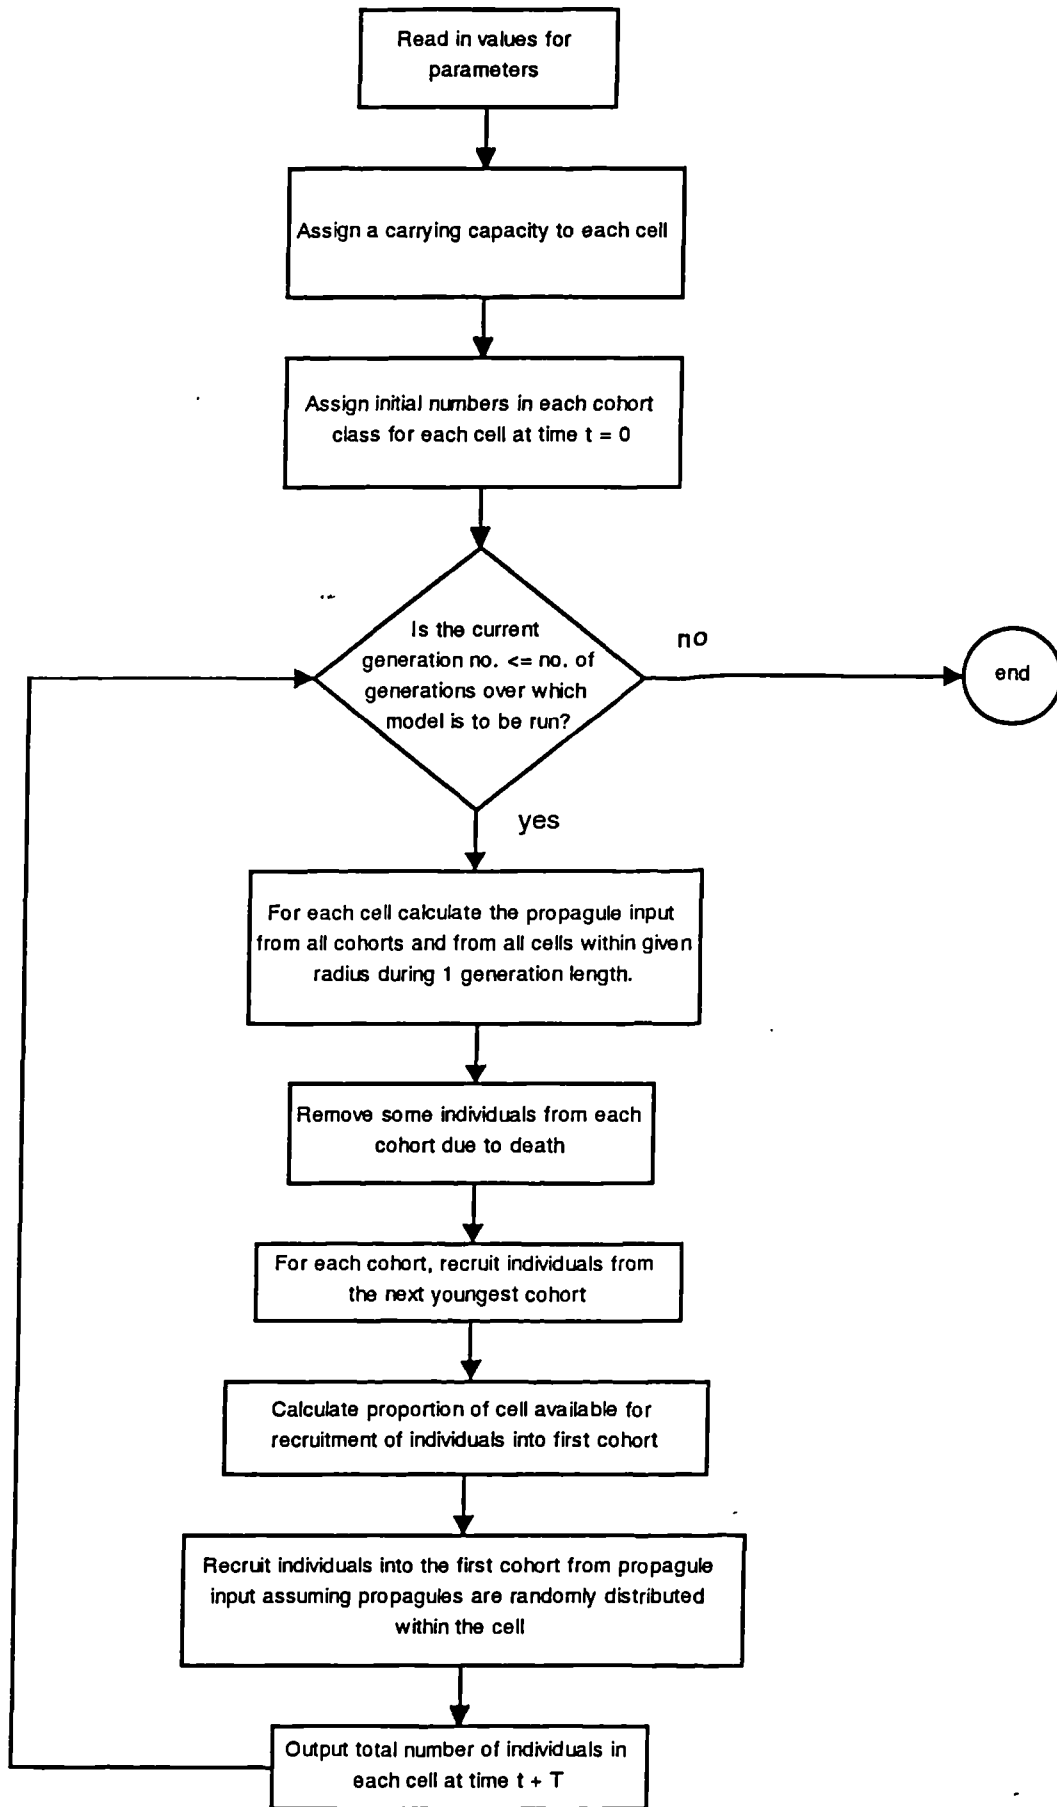 Read in values for
parameters
Assign a carrying capacity to each cell
Assign initial numbers in each cohort
class for each cell at time t = 0
Is the current
generation no. <= no. of
generations over which
model is to be run?
no
end
yes
For each cell calculate the propagule input
from all cohorts and from all cells within given
radius during 1 generation length.
Remove some individuals from each
cohort due to death
For each cohort, recruit individuals from
the next youngest cohort
Calculate proportion of cell available for
recruitment of individuals into first cohort
Recruit individuals into the first cohort from propagule
input assuming propagules are randomly distributed
within the cell
Output total number of individuals in
each cell at time t + T